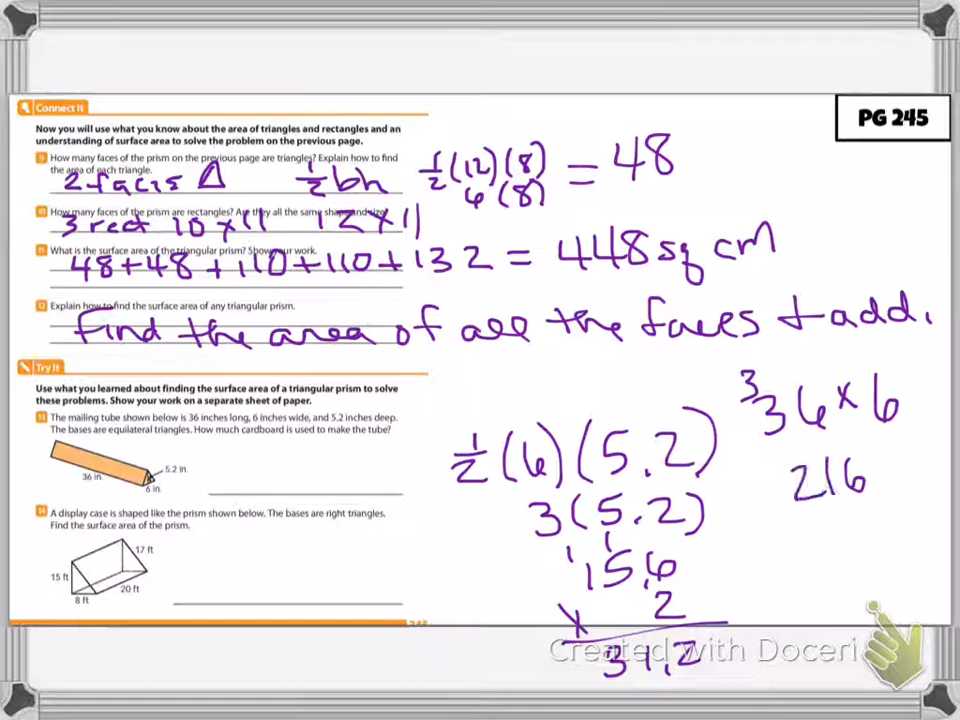 PG 245
Connect It
Now you will use what you know about the area of triangles and rectangles and an
understanding of surface area to solve the problem on the previous page.
9 How many faces of the prism on the previous page are triangles? Explain how to find
the area of each triangle.
2 faces Δ 1/2 bh 1/2 (12)(8) = 48
6 (8)
10 How many faces of the prism are rectangles? Are they all the same shape and size?
3 rect 10 x 11 12 x 11
11 What is the surface area of the triangular prism? Show your work.
48 + 48 + 110 + 110 + 132 = 448 sq cm
12 Explain how to find the surface area of any triangular prism.
Find the area of all the faces + add.
Try It
Use what you learned about finding the surface area of a triangular prism to solve
these problems. Show your work on a separate sheet of paper.
13 The mailing tube shown below is 36 inches long, 6 inches wide, and 5.2 inches deep.
The bases are equilateral triangles. How much cardboard is used to make the tube?
36 in.
5.2 in.
6 in.
14 A display case is shaped like the prism shown below. The bases are right triangles.
Find the surface area of the prism.
17 ft
15 ft
20 ft
8 ft
1/2 (6)(5.2)
3(5.2)
1 1
15.6
x 2
31.2
3
36 x 6
216
Created with Doceri